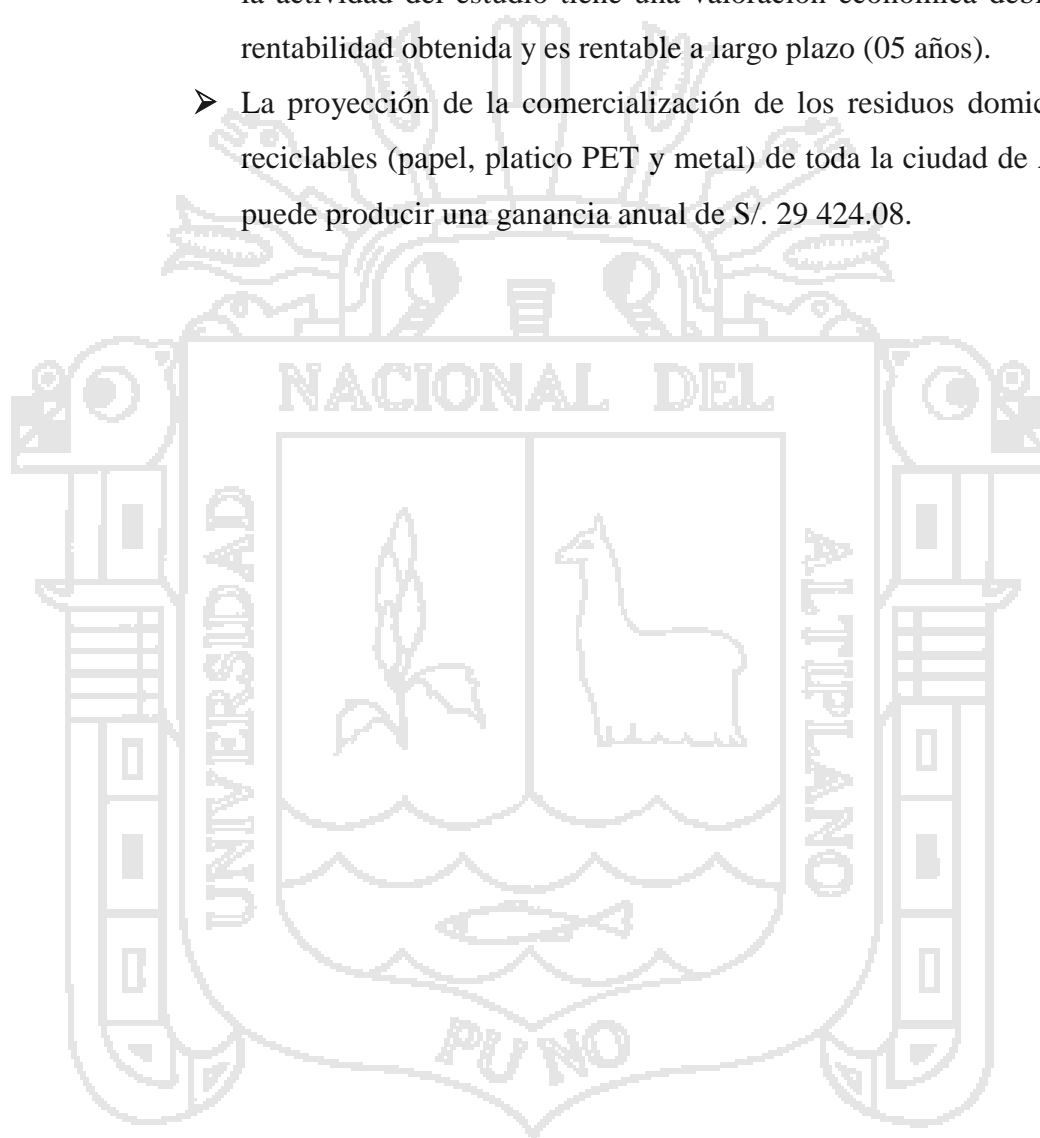 la actividad del estudio tiene una valoración económica
rentabilidad obtenida y es rentable a largo plazo (05 años).
➢ La proyección de la comercialización de los residuos
reciclables (papel, platico PET y metal) de toda la ciudad de
puede producir una ganancia anual de S/. 29 424.08.
NACIONAL DEL
UNIVERSIDAD
ALTIPLANO
PUNO